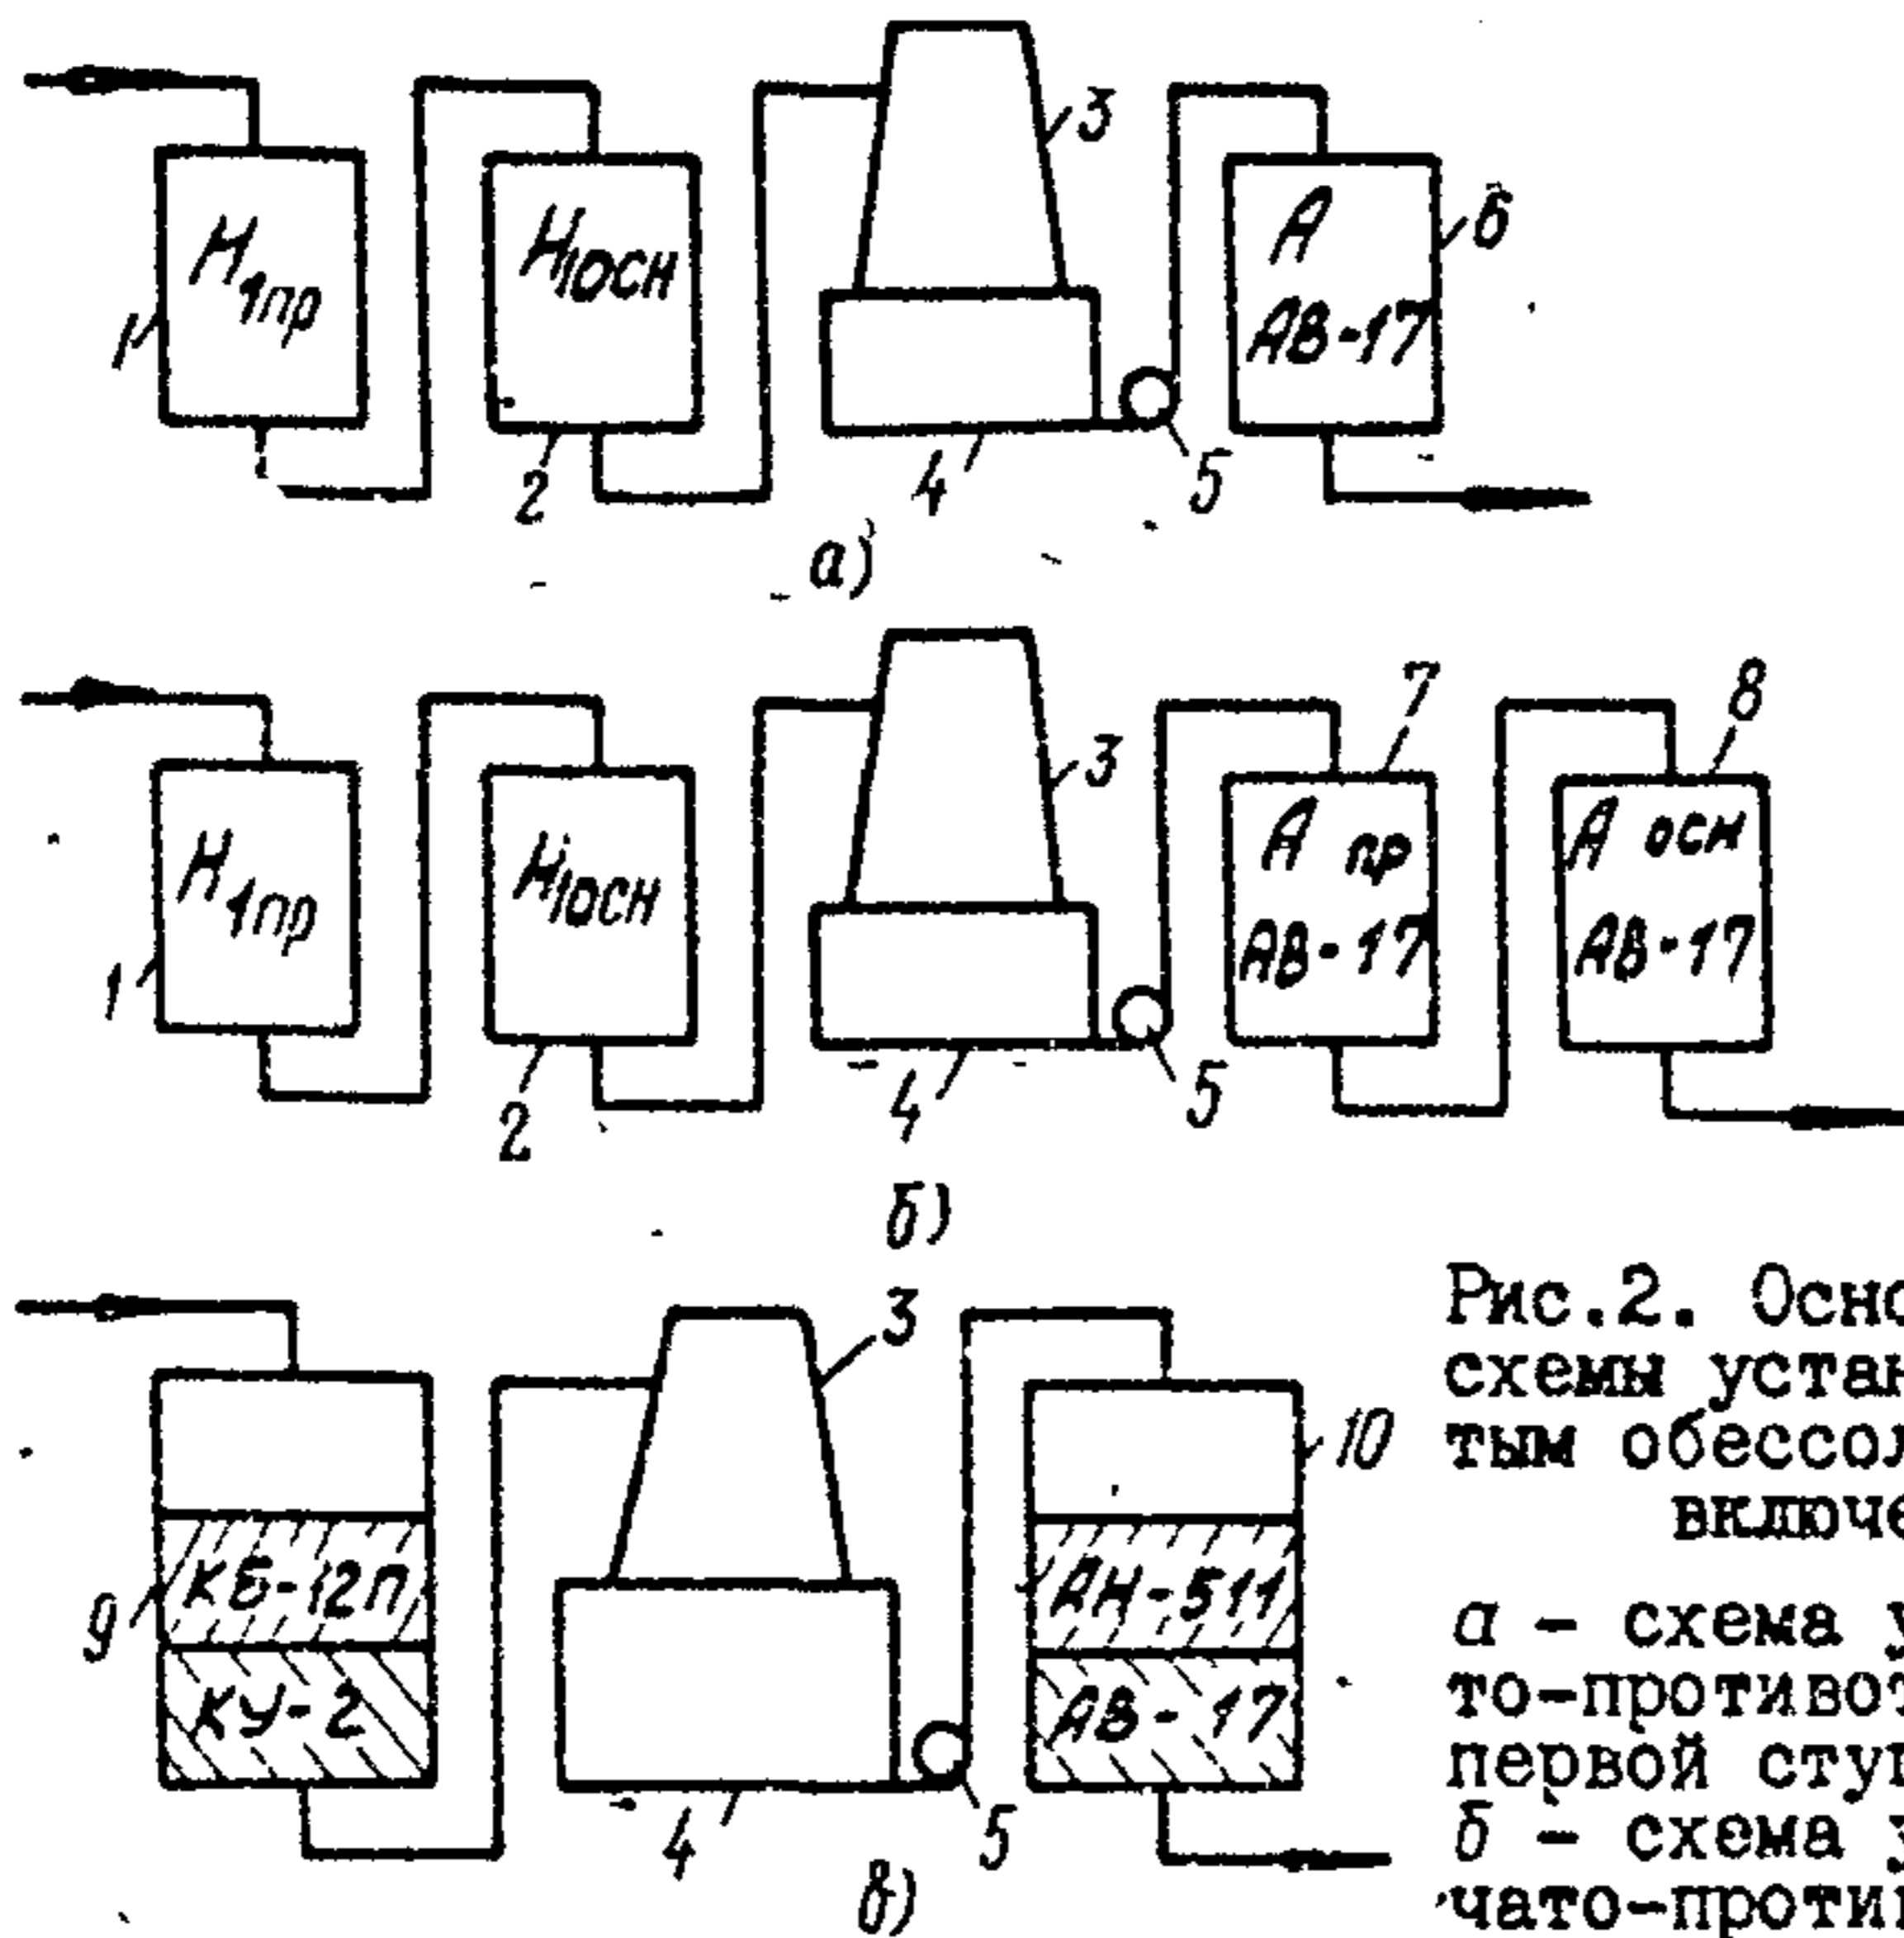 Н1пр
Н1осн
А
АВ-17
1
2
3
4
5
6
а)
Н1пр
Н1осн
А пр
АВ-17
А осн
АВ-17
1
2
3
4
5
7
8
б)
КБ-12П
КУ-2
АН-511
АВ-17
9
3
4
5
10
в)
Рис.2. Осно
схемы устан
тым обессол
включе
а - схема у
то-противот
первой ступ
б - схема у
чато-проти